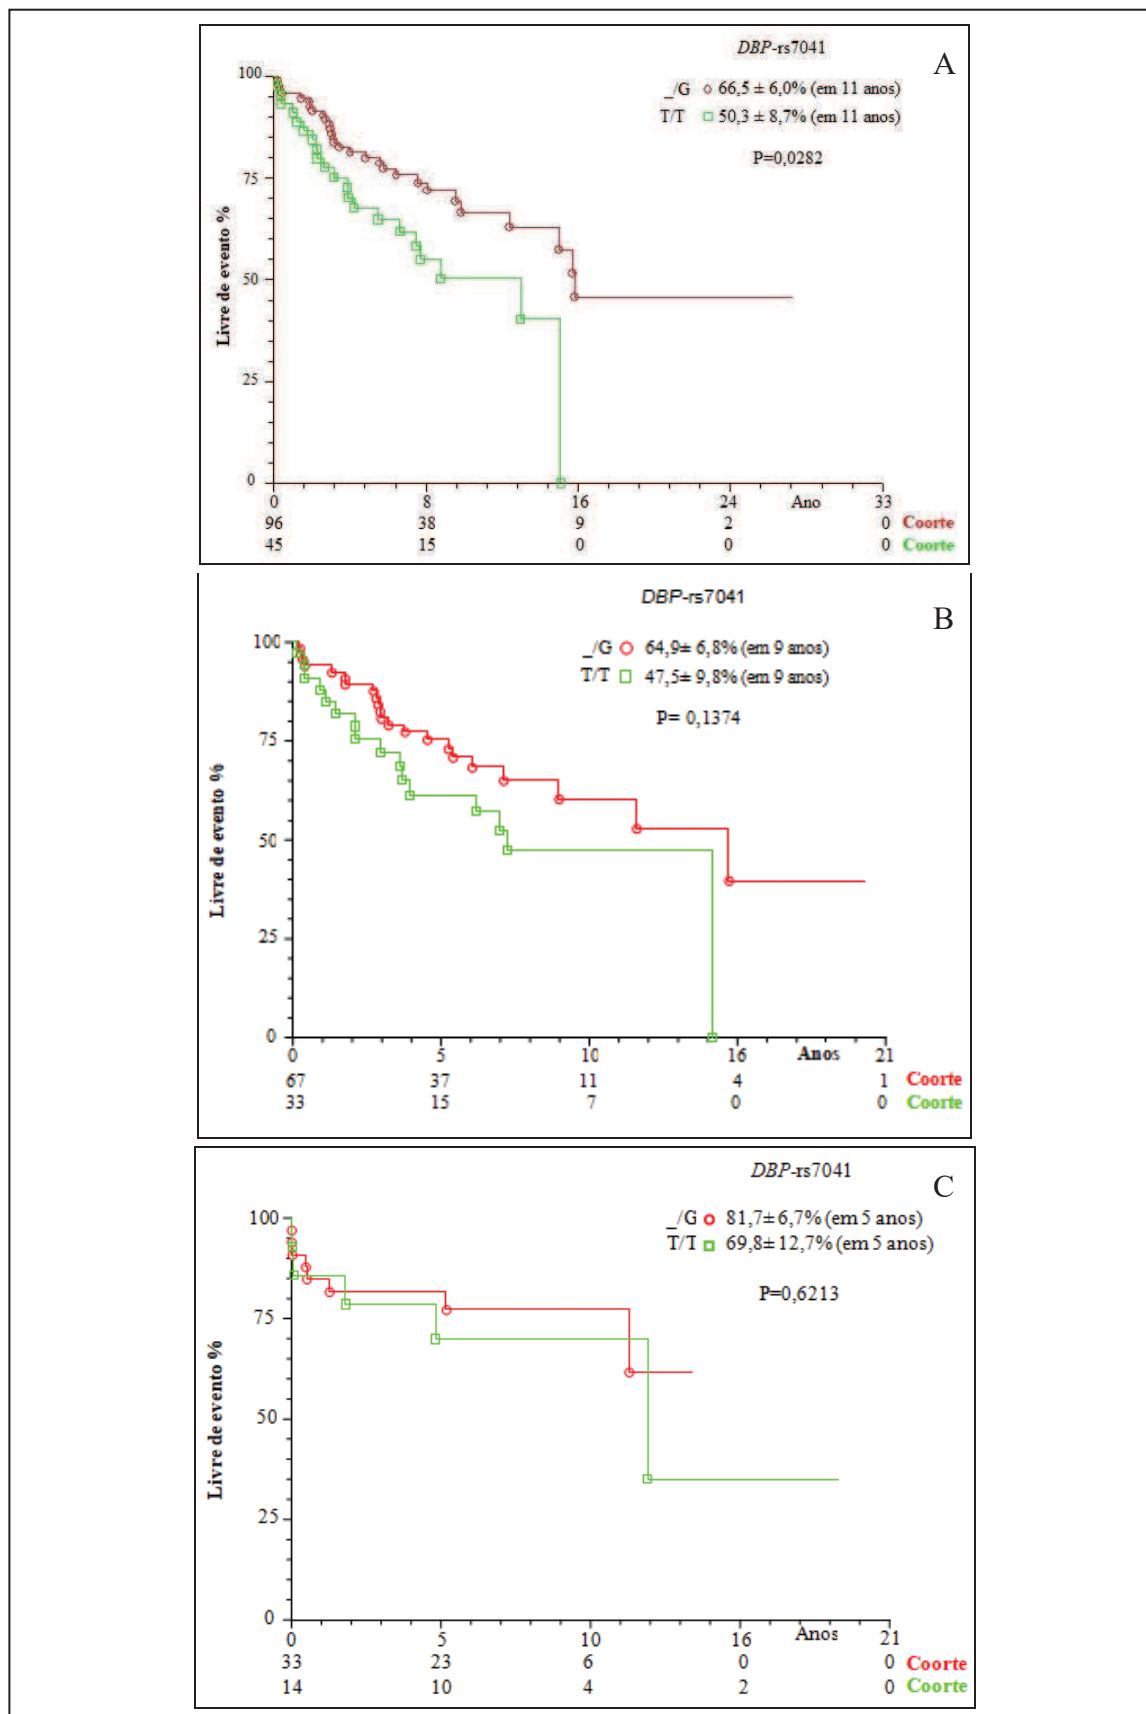 DBP-rs7041
A
_/G 66,5 ± 6,0% (em 11 anos)
T/T 50,3 ± 8,7% (em 11 anos)
P=0,0282
Livre de evento %
100
75
50
25
0
0 8 16 24 Ano 33
96 38 9 2 0 Coorte
45 15 0 0 0 Coorte
DBP-rs7041
B
_/G 64,9± 6,8% (em 9 anos)
T/T 47,5± 9,8% (em 9 anos)
P= 0,1374
Livre de evento %
100
75
50
25
0
0 5 10 16 Anos 21
67 37 11 4 1 Coorte
33 15 7 0 0 Coorte
DBP-rs7041
C
_/G 81,7± 6,7% (em 5 anos)
T/T 69,8± 12,7% (em 5 anos)
P=0,6213
Livre de evento %
100
75
50
25
0
0 5 10 16 Anos 21
33 23 6 0 0 Coorte
14 10 4 2 0 Coorte